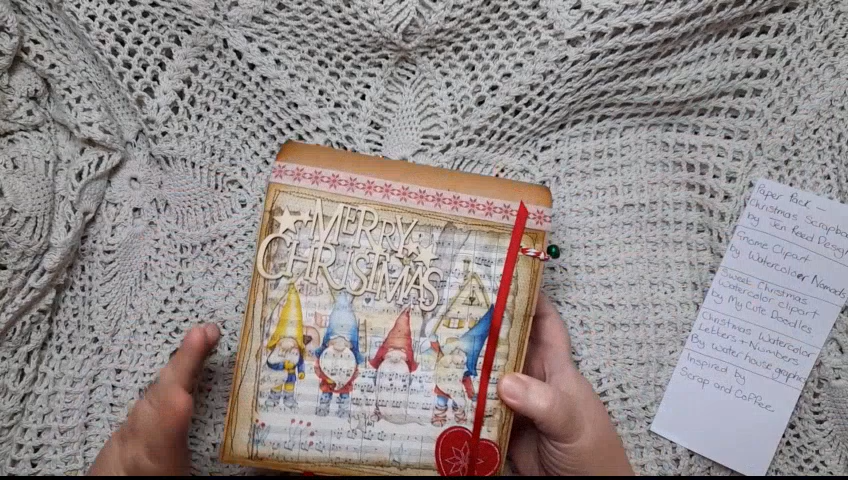 MERRY
CHRISTMAS
Paper Pack -
Christmas Scrapbo
by Jen Reed Design
Gnome Clipart
by Watercolor Nomads
Sweet Christmas
Watercolor clipart
by My Cute Doodles
Christmas Watercolor
Letters + Numbers
By Water house graphic
Inspired by
Scrap and Coffee